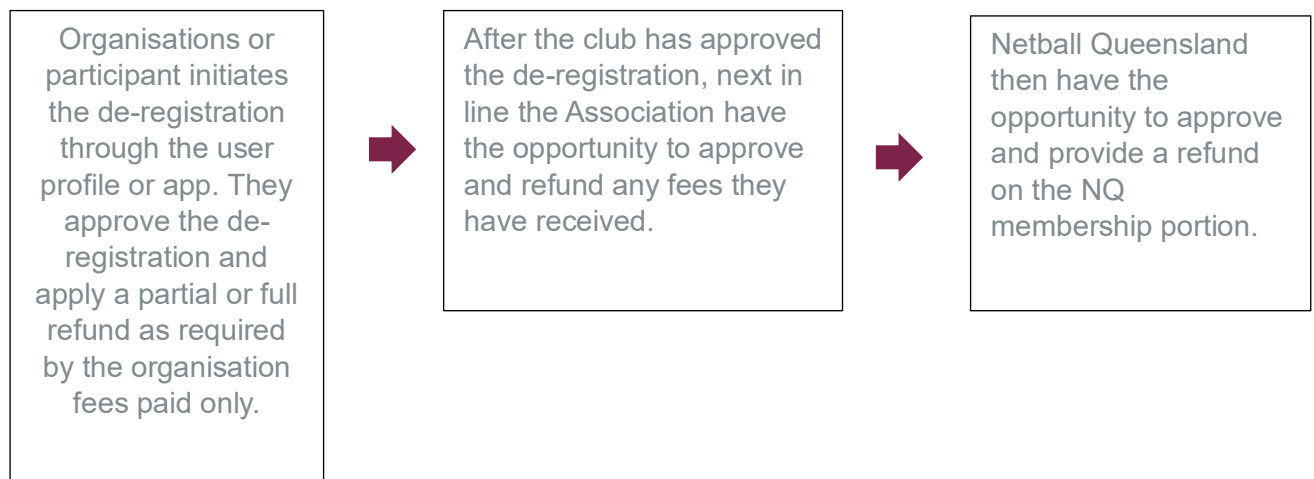 Organisations or
participant initiates
the de-registration
through the user
profile or app. They
approve the de-
registration and
apply a partial or full
refund as required
by the organisation
fees paid only.
After the club has approved
the de-registration, next in
line the Association have
the opportunity to approve
and refund any fees they
have received.
Netball Queensland
then have the
opportunity to approve
and provide a refund
on the NQ
membership portion.